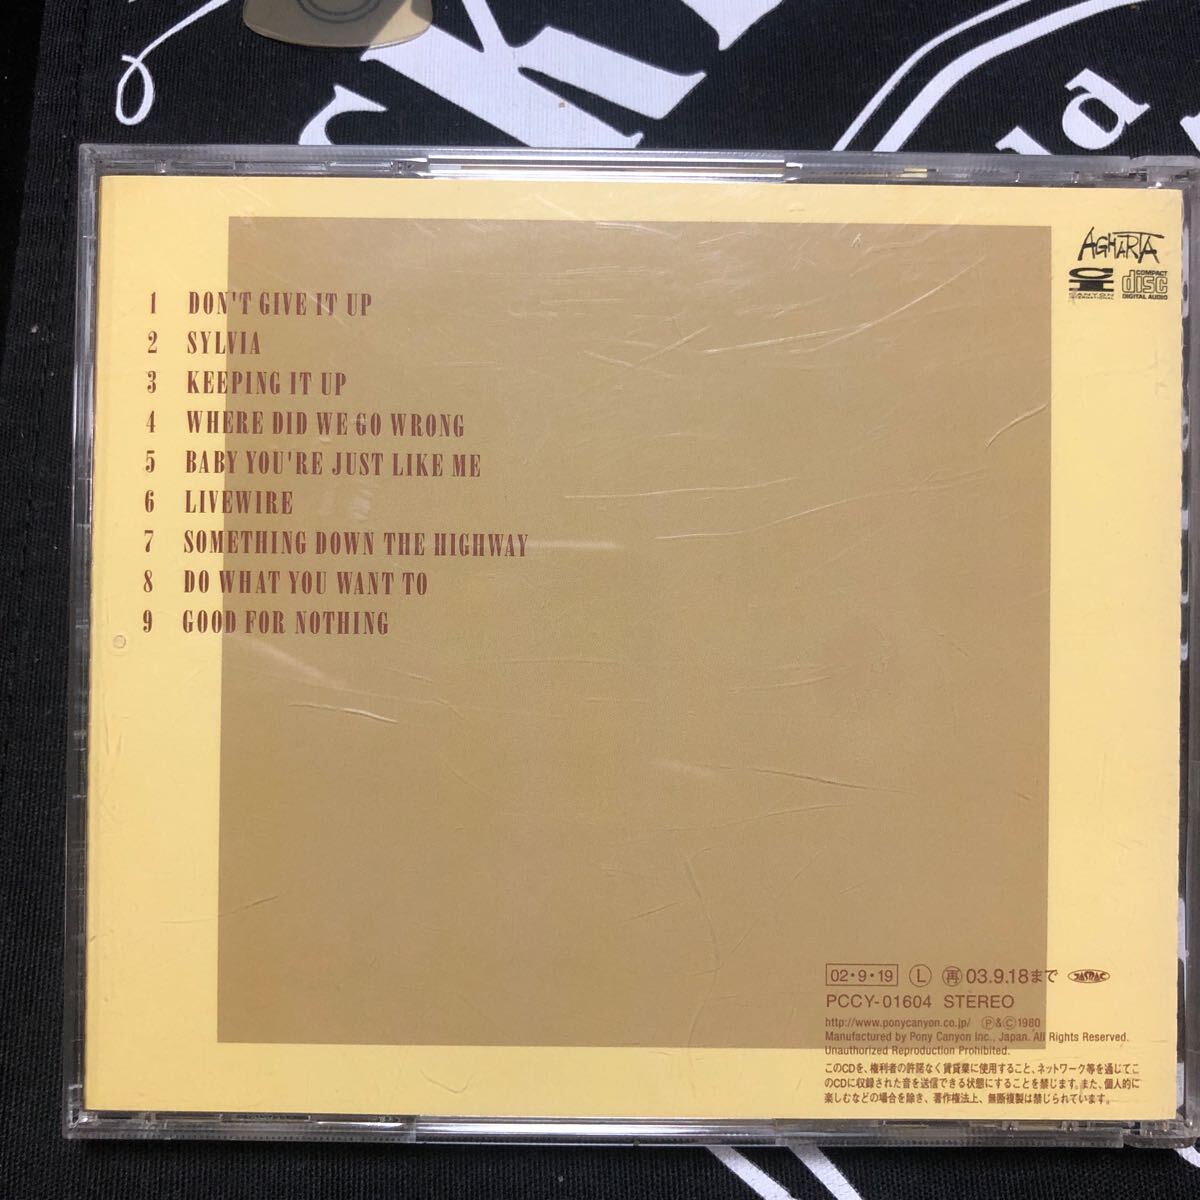 d
AGHARTA
CANYON
INTERNATIONAL
COMPACT
disc
DIGITAL AUDIO
1 DON'T GIVE IT UP
2 SYLVIA
3 KEEPING IT UP
4 WHERE DID WE GO WRONG
5 BABY YOU'RE JUST LIKE ME
6 LIVEWIRE
7 SOMETHING DOWN THE HIGHWAY
8 DO WHAT YOU WANT TO
9 GOOD FOR NOTHING
02・9・19 Ⓛ ㊢03.9.18まで JASRAC
PCCY-01604 STEREO
http://www.ponycanyon.co.jp/ Ⓟ&Ⓒ1980
Manufactured by Pony Canyon Inc., Japan. All Rights Reserved.
Unauthorized Reproduction Prohibited.
このCDを、権利者の許諾なく賃貸業に使用すること、ネットワーク等を通じてこ
のCDに収録された音を送信できる状態にすることを禁じます。また、個人的に
楽しむなどの場合を除き、著作権法上、無断複製は禁じられています。